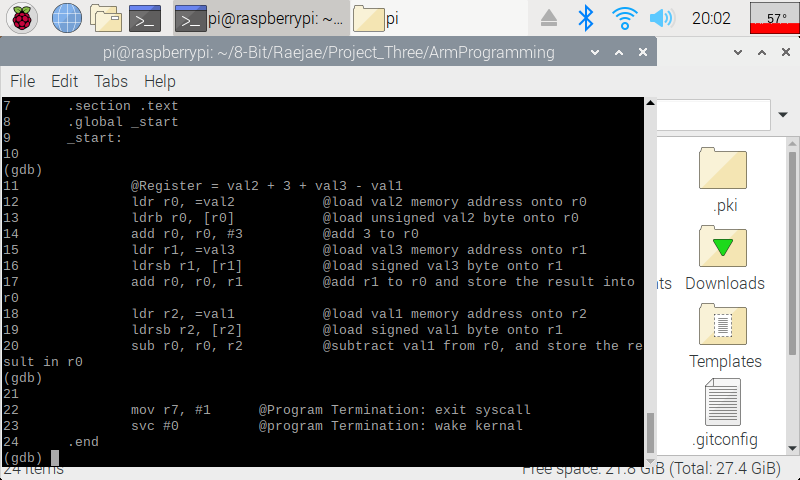 pi@raspberrypi: ~...
pi
20:02
57°
pi@raspberrypi: ~/8-Bit/Raejae/Project_Three/ArmProgramming
File Edit Tabs Help
7 .section .text
8 .global _start
9 _start:
10
(gdb)
11 @Register = val2 + 3 + val3 - val1
12 ldr r0, =val2 @load val2 memory address onto r0
13 ldrb r0, [r0] @load unsigned val2 byte onto r0
14 add r0, r0, #3 @add 3 to r0
15 ldr r1, =val3 @load val3 memory address onto r1
16 ldrsb r1, [r1] @load signed val3 byte onto r1
17 add r0, r0, r1 @add r1 to r0 and store the result into
r0
18 ldr r2, =val1 @load val1 memory address onto r2
19 ldrsb r2, [r2] @load signed val1 byte onto r1
20 sub r0, r0, r2 @subtract val1 from r0, and store the re
sult in r0
(gdb)
21
22 mov r7, #1 @Program Termination: exit syscall
23 svc #0 @program Termination: wake kernal
24 .end
(gdb)
.pki
nts
Downloads
Templates
.gitconfig
24 items
Free space: 21.8 GiB (Total: 27.4 GiB)